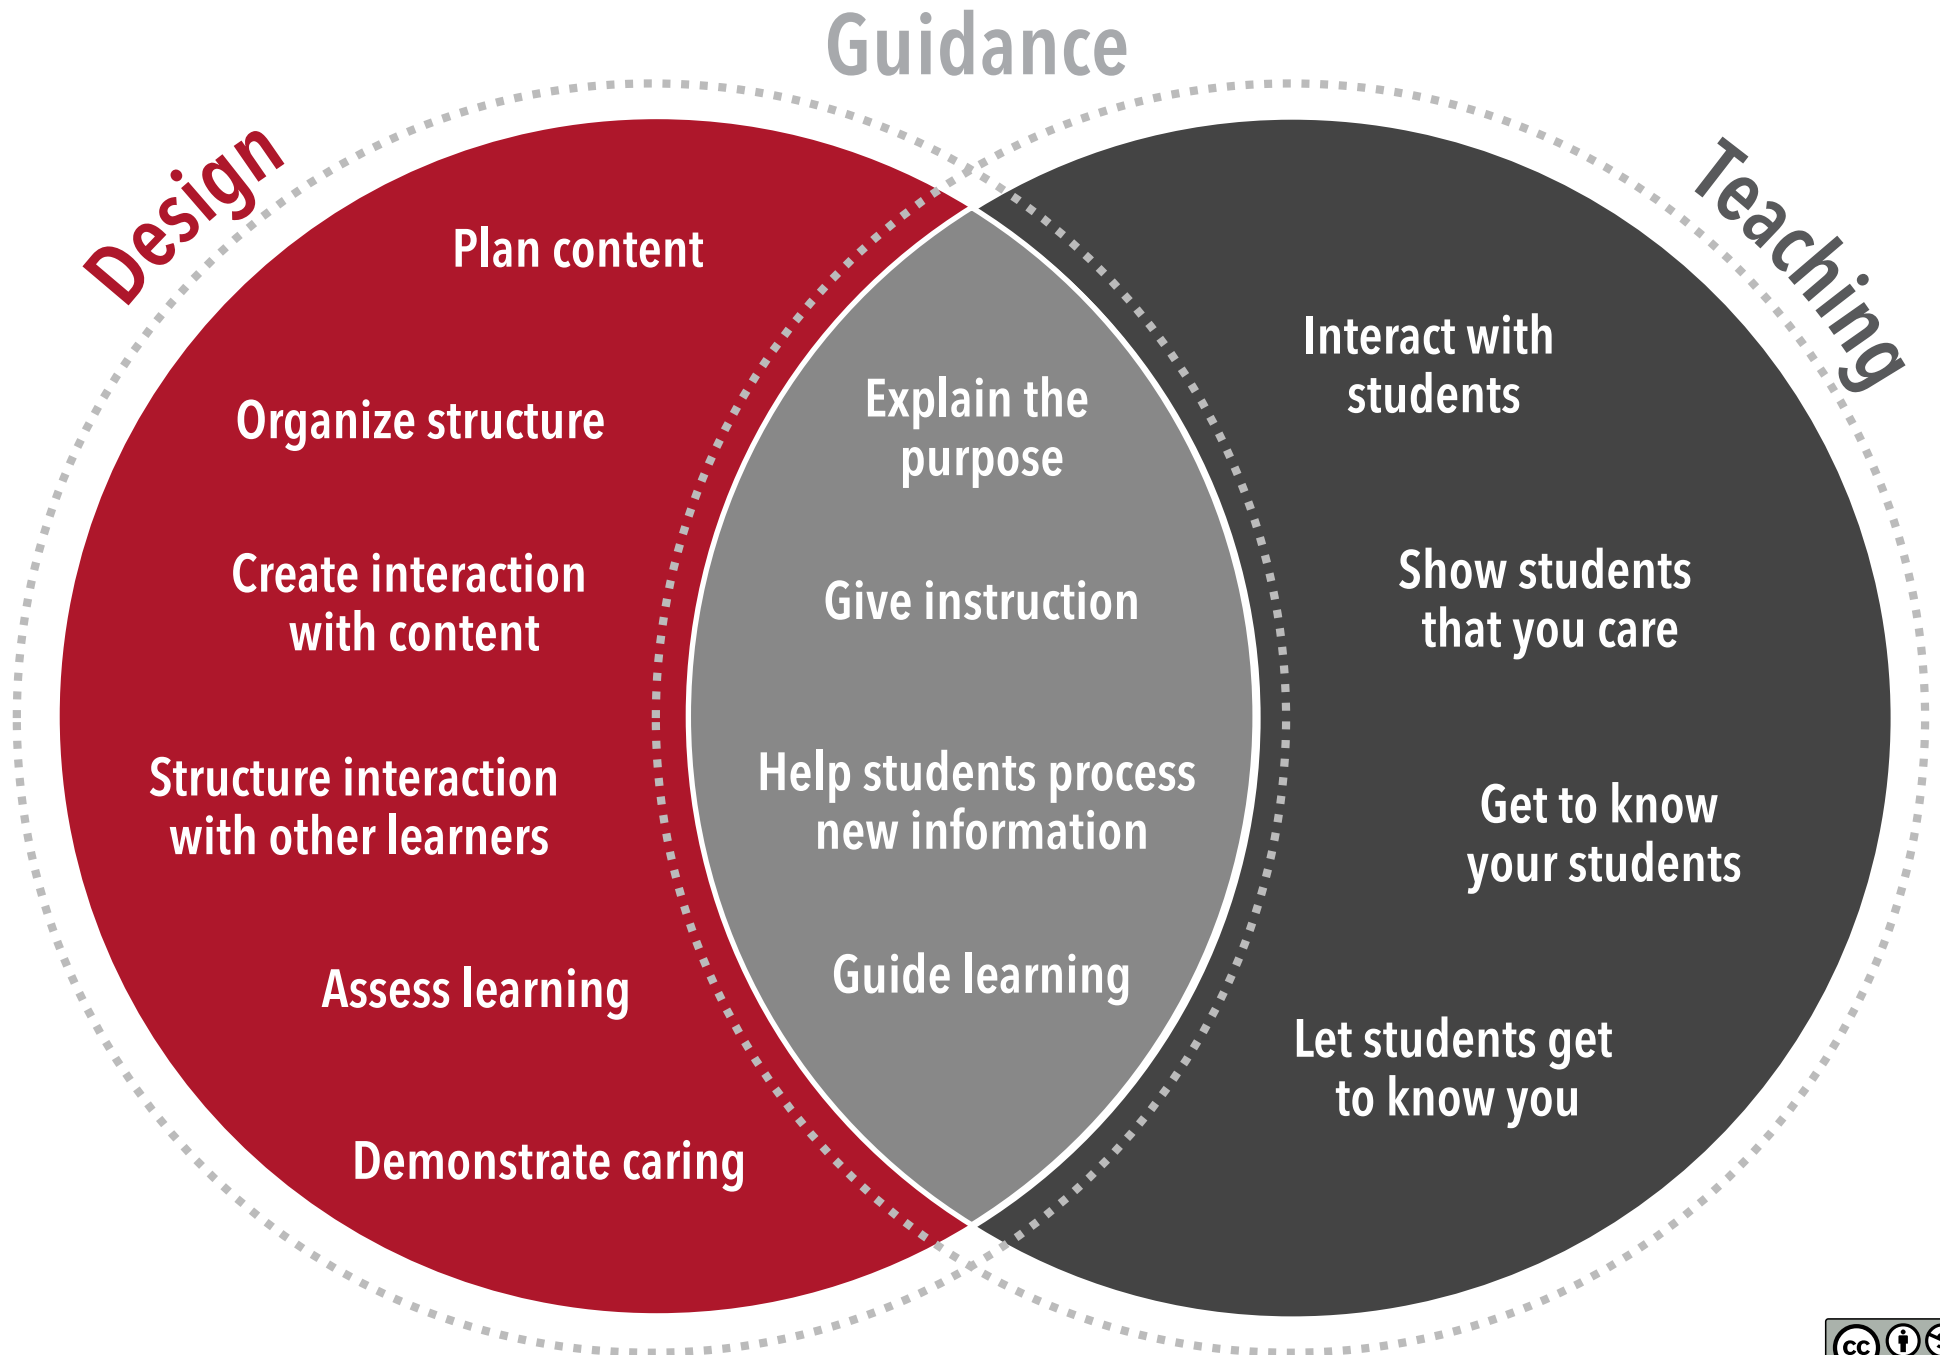 Guidance
Design
Plan content
Organize structure
Create interaction
with content
Structure interaction
with other learners
Assess learning
Demonstrate caring
Explain the
purpose
Give instruction
Help students process
new information
Guide learning
Teaching
Interact with
students
Show students
that you care
Get to know
your students
Let students get
to know you
cc